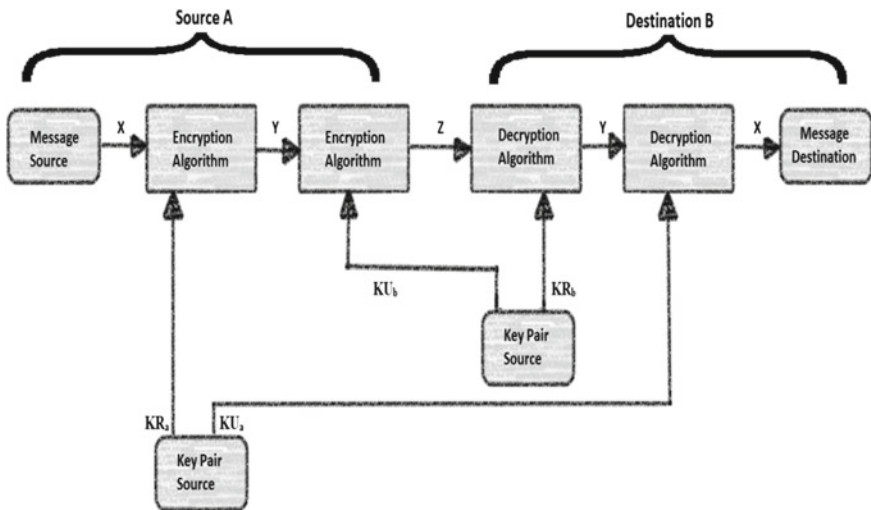 Source A
Destination B
Message
Source
X
Encryption
Algorithm
Y
Encryption
Algorithm
Z
Decryption
Algorithm
Y
Decryption
Algorithm
X
Message
Destination
KUb
KRb
Key Pair
Source
KRa
KUa
Key Pair
Source